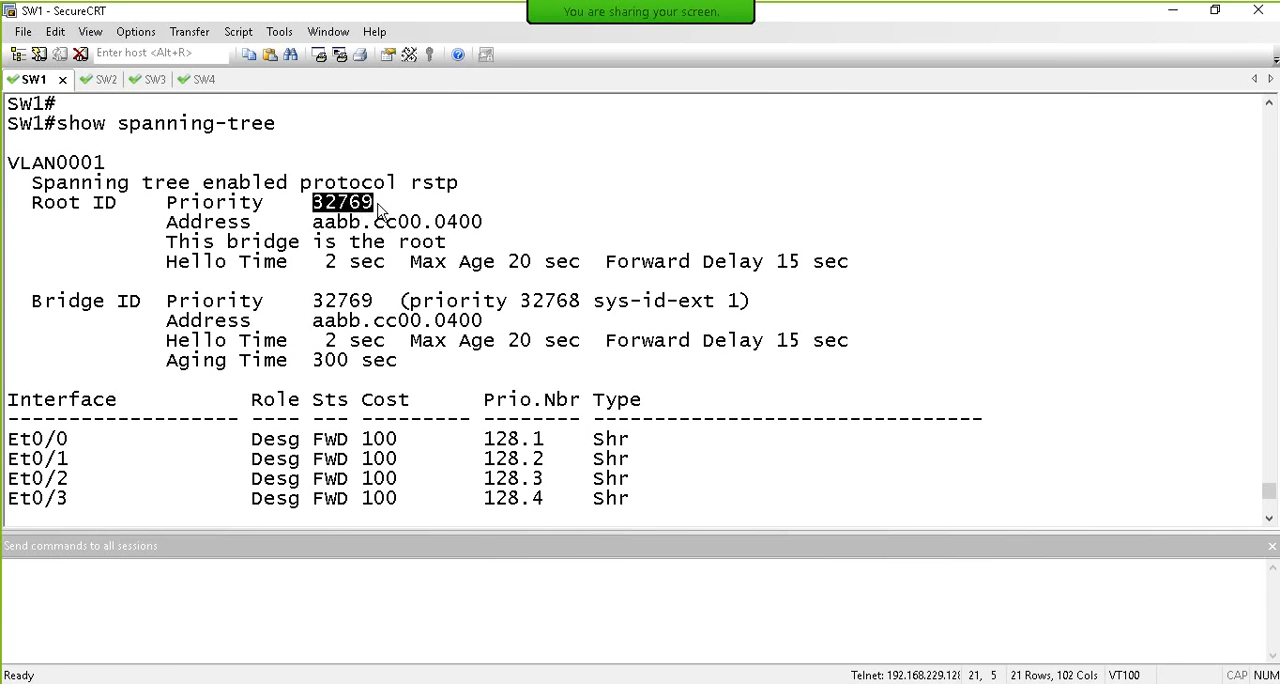 SW1 - SecureCRT
You are sharing your screen.
File Edit View Options Transfer Script Tools Window Help
Enter host <Alt+R>
SW1 x SW2 SW3 SW4
SW1#
SW1#show spanning-tree
VLAN0001
Spanning tree enabled protocol rstp
Root ID Priority 32769
Address aabb.cc00.0400
This bridge is the root
Hello Time 2 sec Max Age 20 sec Forward Delay 15 sec
Bridge ID Priority 32769 (priority 32768 sys-id-ext 1)
Address aabb.cc00.0400
Hello Time 2 sec Max Age 20 sec Forward Delay 15 sec
Aging Time 300 sec
Interface Role Sts Cost Prio.Nbr Type
------------------- ---- --- --------- -------- --------------------------------
Et0/0 Desg FWD 100 128.1 Shr
Et0/1 Desg FWD 100 128.2 Shr
Et0/2 Desg FWD 100 128.3 Shr
Et0/3 Desg FWD 100 128.4 Shr
Send commands to all sessions
Ready Telnet: 192.168.229.12 21, 5 21 Rows, 102 Cols VT100 CAP NUM